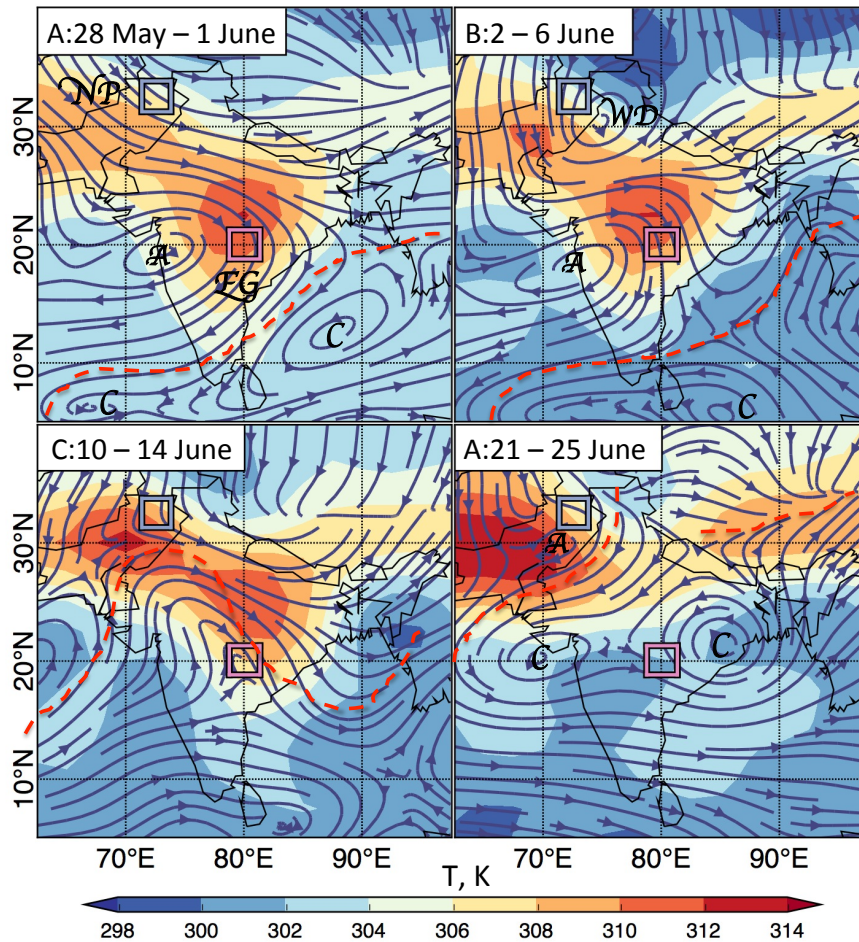 A:28 May – 1 June
B:2 – 6 June
NP
WD
30°N
A
A
20°N
EG
C
10°N
C
C
C:10 – 14 June
A:21 – 25 June
30°N
A
20°N
C
C
10°N
70°E 80°E 90°E 70°E 80°E 90°E
T, K
298 300 302 304 306 308 310 312 314